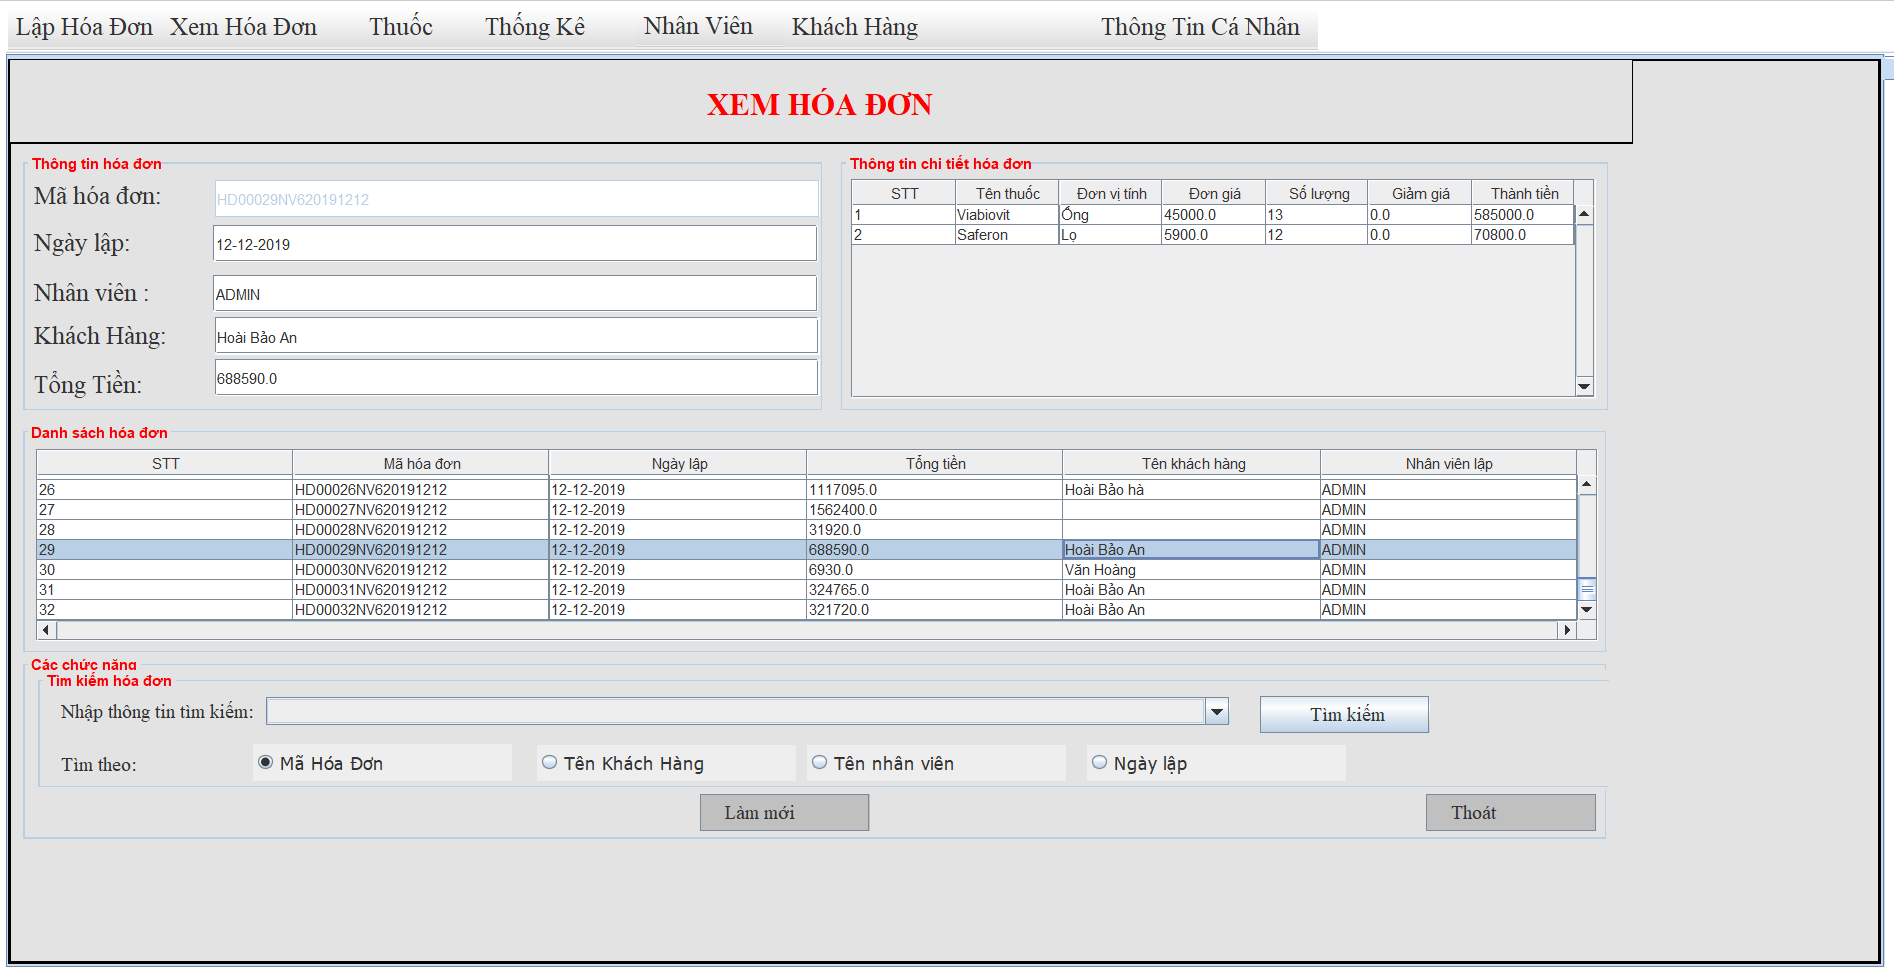 Lập Hóa Đơn Xem Hóa Đơn Thuốc Thống Kê Nhân Viên Khách Hàng Thông Tin Cá Nhân
XEM HÓA ĐƠN
Thông tin hóa đơn
Mã hóa đơn: HD00029NV620191212
Ngày lập: 12-12-2019
Nhân viên : ADMIN
Khách Hàng: Hoài Bảo An
Tổng Tiền: 688590.0
Thông tin chi tiết hóa đơn
STT Tên thuốc Đơn vị tính Đơn giá Số lượng Giảm giá Thành tiền
1 Viabiovit Ống 45000.0 13 0.0 585000.0
2 Saferon Lọ 5900.0 12 0.0 70800.0
Danh sách hóa đơn
STT Mã hóa đơn Ngày lập Tổng tiền Tên khách hàng Nhân viên lập
26 HD00026NV620191212 12-12-2019 1117095.0 Hoài Bảo hà ADMIN
27 HD00027NV620191212 12-12-2019 1562400.0 ADMIN
28 HD00028NV620191212 12-12-2019 31920.0 ADMIN
29 HD00029NV620191212 12-12-2019 688590.0 Hoài Bảo An ADMIN
30 HD00030NV620191212 12-12-2019 6930.0 Văn Hoàng ADMIN
31 HD00031NV620191212 12-12-2019 324765.0 Hoài Bảo An ADMIN
32 HD00032NV620191212 12-12-2019 321720.0 Hoài Bảo An ADMIN
Các chức năng
Tìm kiếm hóa đơn
Nhập thông tin tìm kiếm: Tìm kiếm
Tìm theo: Mã Hóa Đơn Tên Khách Hàng Tên nhân viên Ngày lập
Làm mới Thoát